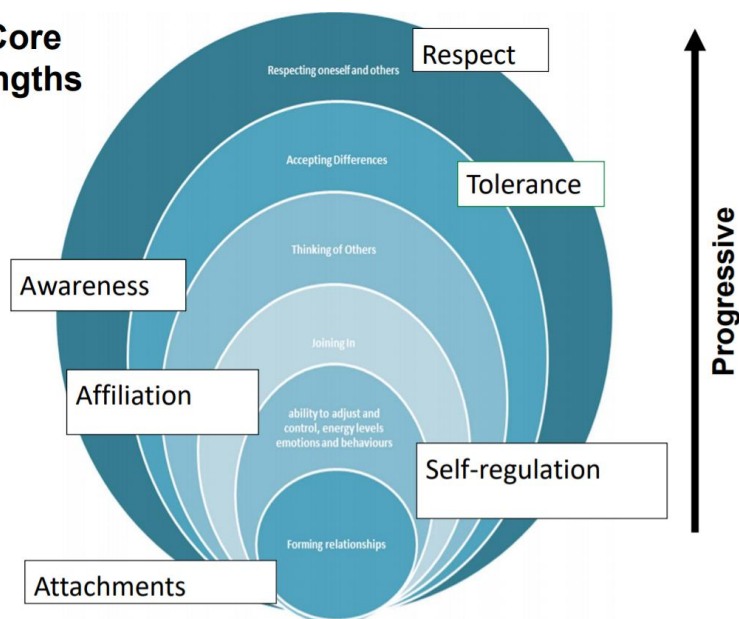 Core
ngths
Respect
Respecting oneself and others
Accepting Differences
Tolerance
Thinking of Others
Awareness
Joining In
Affiliation
ability to adjust and
control, energy levels
emotions and behaviours
Self-regulation
Forming relationships
Attachments
Progressive